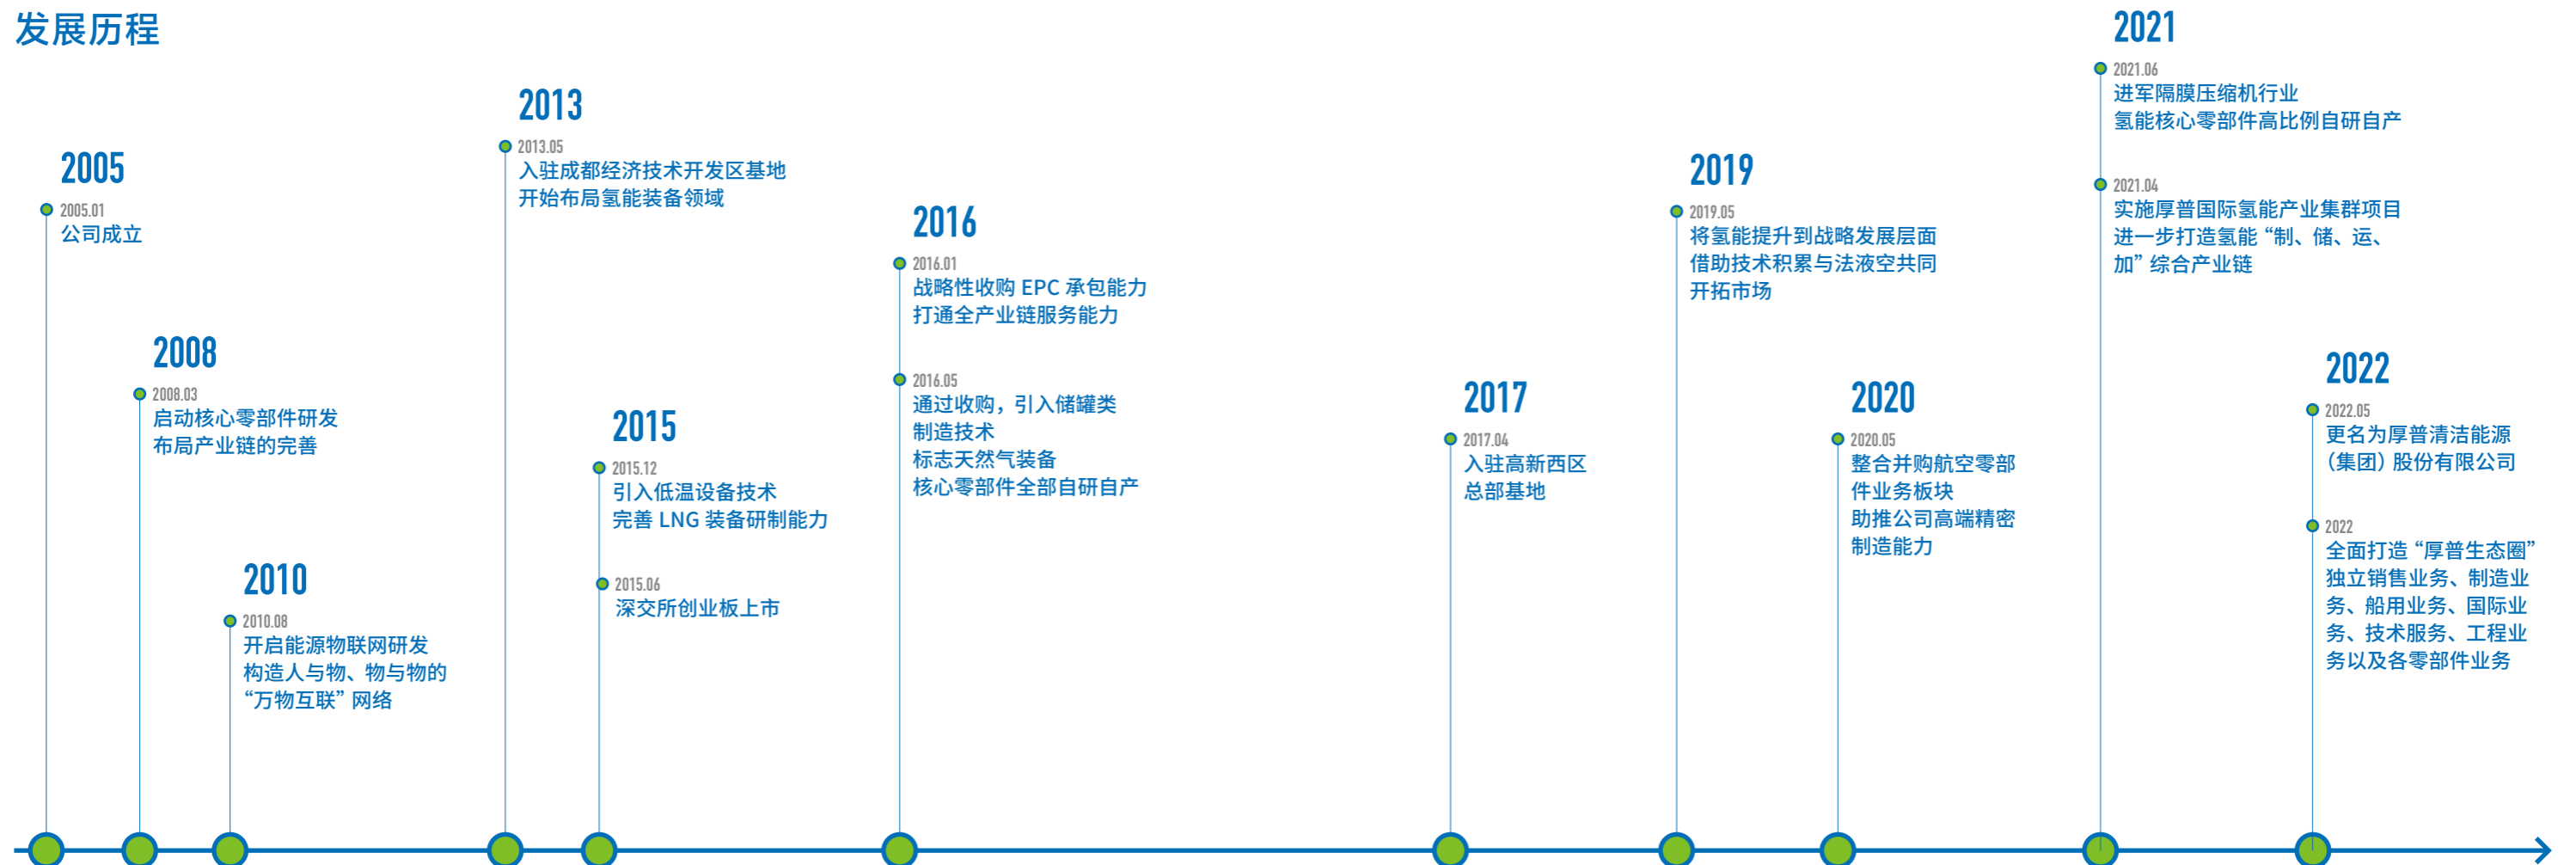 发展历程
2005
2005.01
公司成立
2008
2008.03
启动核心零部件研发
布局产业链的完善
2010
2010.08
开启能源物联网研发
构造人与物、物与物的
“万物互联”网络
2013
2013.05
入驻成都经济技术开发区基地
开始布局氢能装备领域
2015
2015.12
引入低温设备技术
完善 LNG 装备研制能力
2015.06
深交所创业板上市
2016
2016.01
战略性收购 EPC 承包能力
打通全产业链服务能力
2016.05
通过收购，引入储罐类
制造技术
标志天然气装备
核心零部件全部自研自产
2017
2017.04
入驻高新西区
总部基地
2019
2019.05
将氢能提升到战略发展层面
借助技术积累与法液空共同
开拓市场
2020
2020.05
整合并购航空零部
件业务板块
助推公司高端精密
制造能力
2021
2021.06
进军隔膜压缩机行业
氢能核心零部件高比例自研自产
2021.04
实施厚普国际氢能产业集群项目
进一步打造氢能“制、储、运、
加”综合产业链
2022
2022.05
更名为厚普清洁能源
（集团）股份有限公司
2022
全面打造“厚普生态圈”
独立销售业务、制造业
务、船用业务、国际业
务、技术服务、工程业
务以及各零部件业务